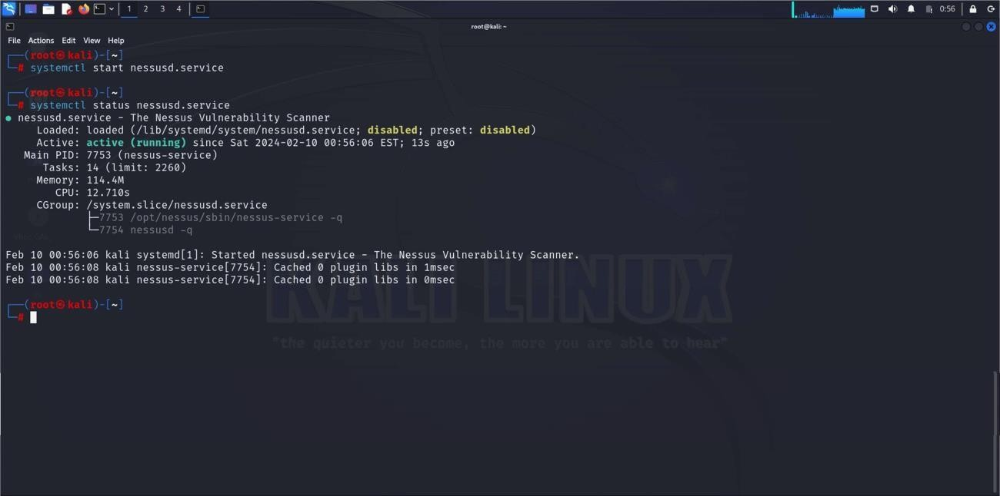 1 2 3 4
0:56
root@kali: ~
File Actions Edit View Help
┌──(root㉿kali)-[~]
└─# systemctl start nessusd.service
┌──(root㉿kali)-[~]
└─# systemctl status nessusd.service
● nessusd.service - The Nessus Vulnerability Scanner
Loaded: loaded (/lib/systemd/system/nessusd.service; disabled; preset: disabled)
Active: active (running) since Sat 2024-02-10 00:56:06 EST; 13s ago
Main PID: 7753 (nessus-service)
Tasks: 14 (limit: 2260)
Memory: 114.4M
CPU: 12.710s
CGroup: /system.slice/nessusd.service
├─7753 /opt/nessus/sbin/nessus-service -q
└─7754 nessusd -q
Feb 10 00:56:06 kali systemd[1]: Started nessusd.service - The Nessus Vulnerability Scanner.
Feb 10 00:56:08 kali nessus-service[7754]: Cached 0 plugin libs in 1msec
Feb 10 00:56:08 kali nessus-service[7754]: Cached 0 plugin libs in 0msec
┌──(root㉿kali)-[~]
└─#
KALI LINUX
"the quieter you become, the more you are able to hear"